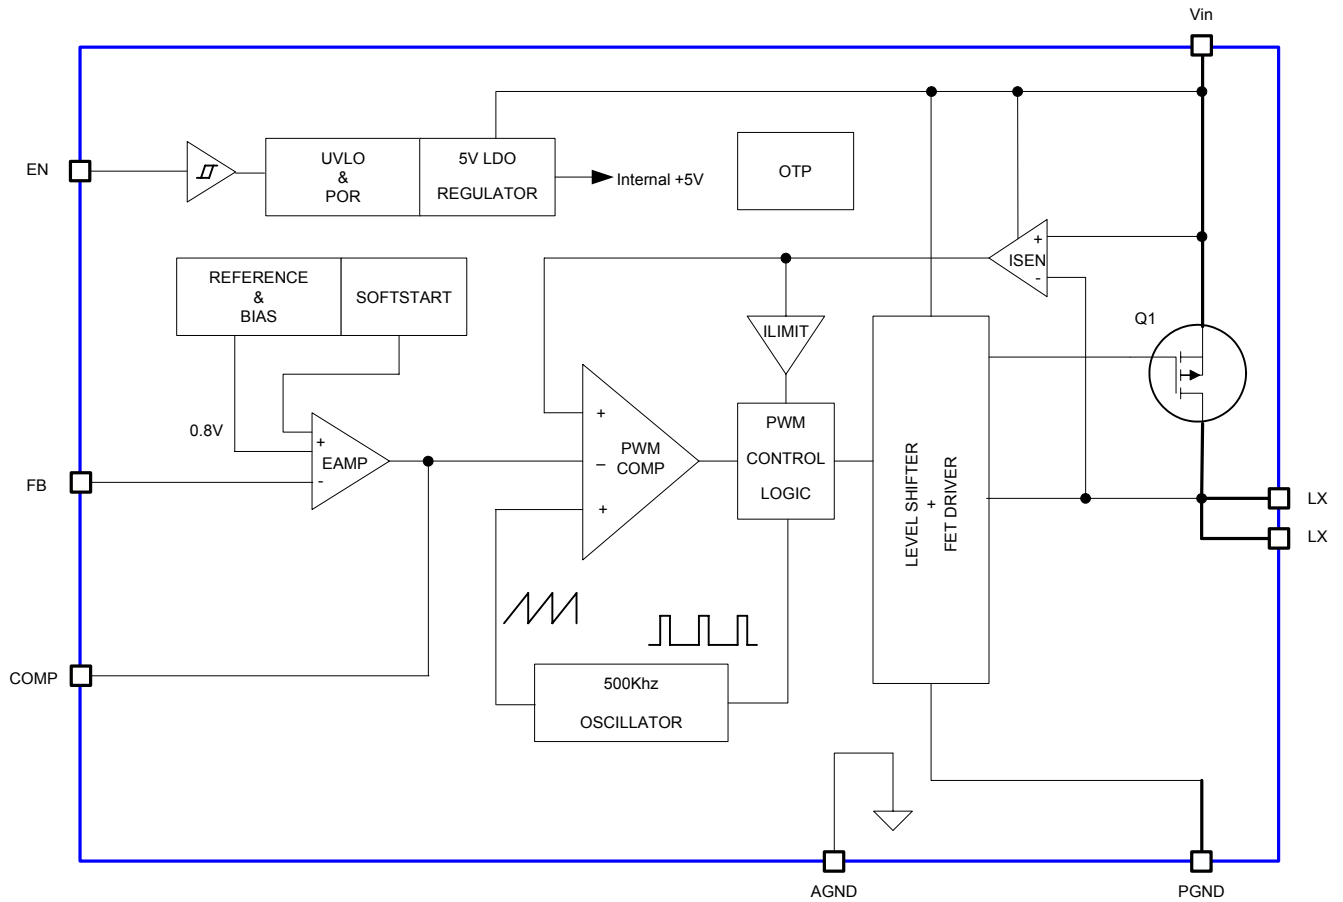 Vin
EN
UVLO
&
POR
5V LDO
REGULATOR
Internal +5V
OTP
REFERENCE
&
BIAS
SOFTSTART
+
ISEN
-
ILIMIT
Q1
0.8V
+
EAMP
-
FB
+
PWM
COMP
–
+
PWM
CONTROL
LOGIC
LEVEL SHIFTER
+
FET DRIVER
LX
LX
COMP
500Khz
OSCILLATOR
AGND
PGND